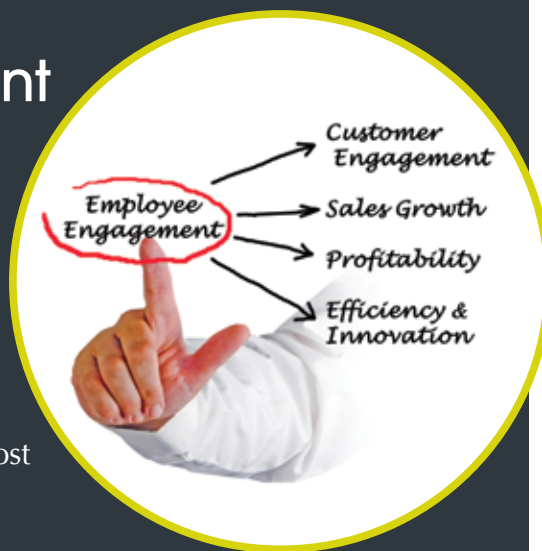 nt
Customer
Engagement
Employee
Engagement
Sales Growth
Profitability
Efficiency &
Innovation
ost